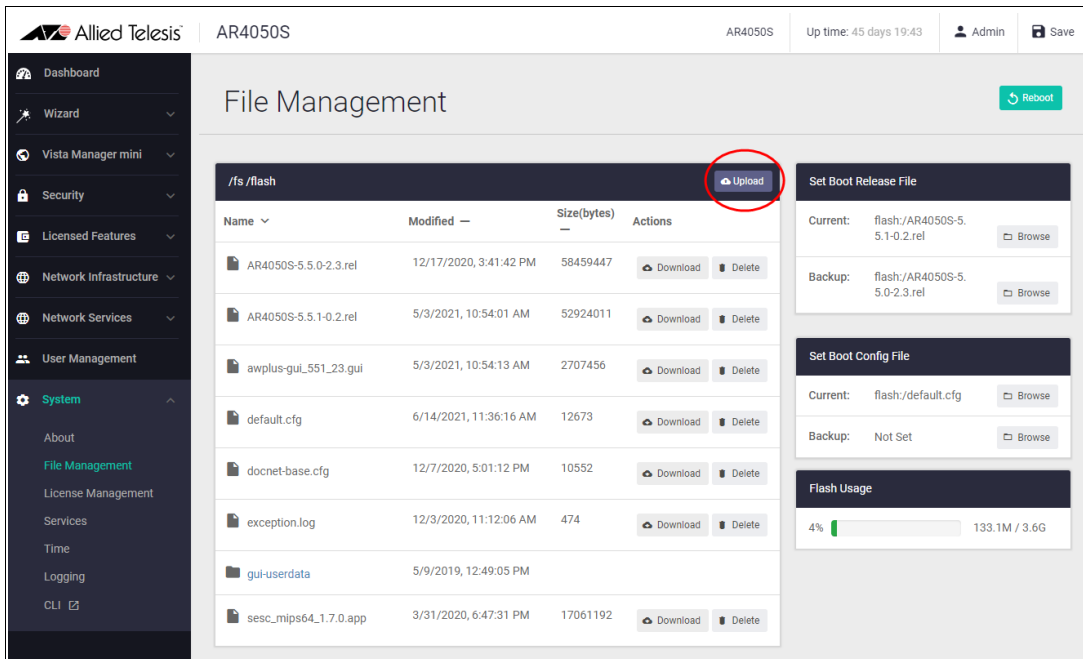 Allied Telesis
AR4050S
AR4050S
Up time: 45 days 19:43
Admin
Save
Dashboard
Wizard
Vista Manager mini
Security
Licensed Features
Network Infrastructure
Network Services
User Management
System
About
File Management
License Management
Services
Time
Logging
CLI
File Management
Reboot
/fs /flash
Upload
Name Modified Size(bytes) Actions
AR4050S-5.5.0-2.3.rel 12/17/2020, 3:41:42 PM 58459447 Download Delete
AR4050S-5.5.1-0.2.rel 5/3/2021, 10:54:01 AM 52924011 Download Delete
awplus-gui_551_23.gui 5/3/2021, 10:54:13 AM 2707456 Download Delete
default.cfg 6/14/2021, 11:36:16 AM 12673 Download Delete
docnet-base.cfg 12/7/2020, 5:01:12 PM 10552 Download Delete
exception.log 12/3/2020, 11:12:06 AM 474 Download Delete
gui-userdata 5/9/2019, 12:49:05 PM
sesc_mips64_1.7.0.app 3/31/2020, 6:47:31 PM 17061192 Download Delete
Set Boot Release File
Current: flash:/AR4050S-5.
5.1-0.2.rel Browse
Backup: flash:/AR4050S-5.
5.0-2.3.rel Browse
Set Boot Config File
Current: flash:/default.cfg Browse
Backup: Not Set Browse
Flash Usage
4% 133.1M / 3.6G